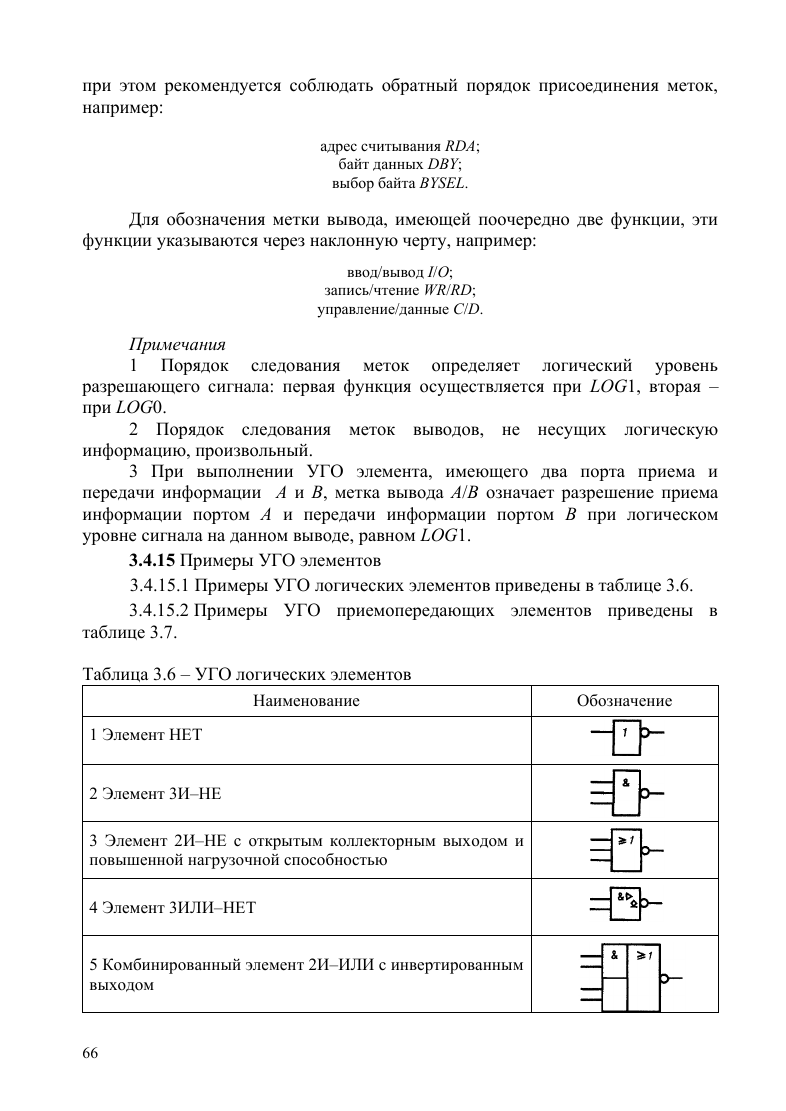 при этом рекомендуется соблюдать обратный порядок присоединения меток,
например:
адрес считывания RDA;
байт данных DBY;
выбор байта BYSEL.
Для обозначения метки вывода, имеющей поочередно две функции, эти
функции указываются через наклонную черту, например:
ввод/вывод I/O;
запись/чтение WR/RD;
управление/данные C/D.
Примечания
1 Порядок следования меток определяет логический уровень
разрешающего сигнала: первая функция осуществляется при LOG1, вторая –
при LOG0.
2 Порядок следования меток выводов, не несущих логическую
информацию, произвольный.
3 При выполнении УГО элемента, имеющего два порта приема и
передачи информации A и B, метка вывода A/B означает разрешение приема
информации портом A и передачи информации портом B при логическом
уровне сигнала на данном выводе, равном LOG1.
3.4.15 Примеры УГО элементов
3.4.15.1 Примеры УГО логических элементов приведены в таблице 3.6.
3.4.15.2 Примеры УГО приемопередающих элементов приведены в
таблице 3.7.
Таблица 3.6 – УГО логических элементов
Наименование Обозначение
1 Элемент НЕТ 1
2 Элемент 3И–НЕ &
3 Элемент 2И–НЕ с открытым коллекторным выходом и ⩾1
повышенной нагрузочной способностью
4 Элемент 3ИЛИ–НЕТ &▷
5 Комбинированный элемент 2И–ИЛИ с инвертированным & ⩾1
выходом
66